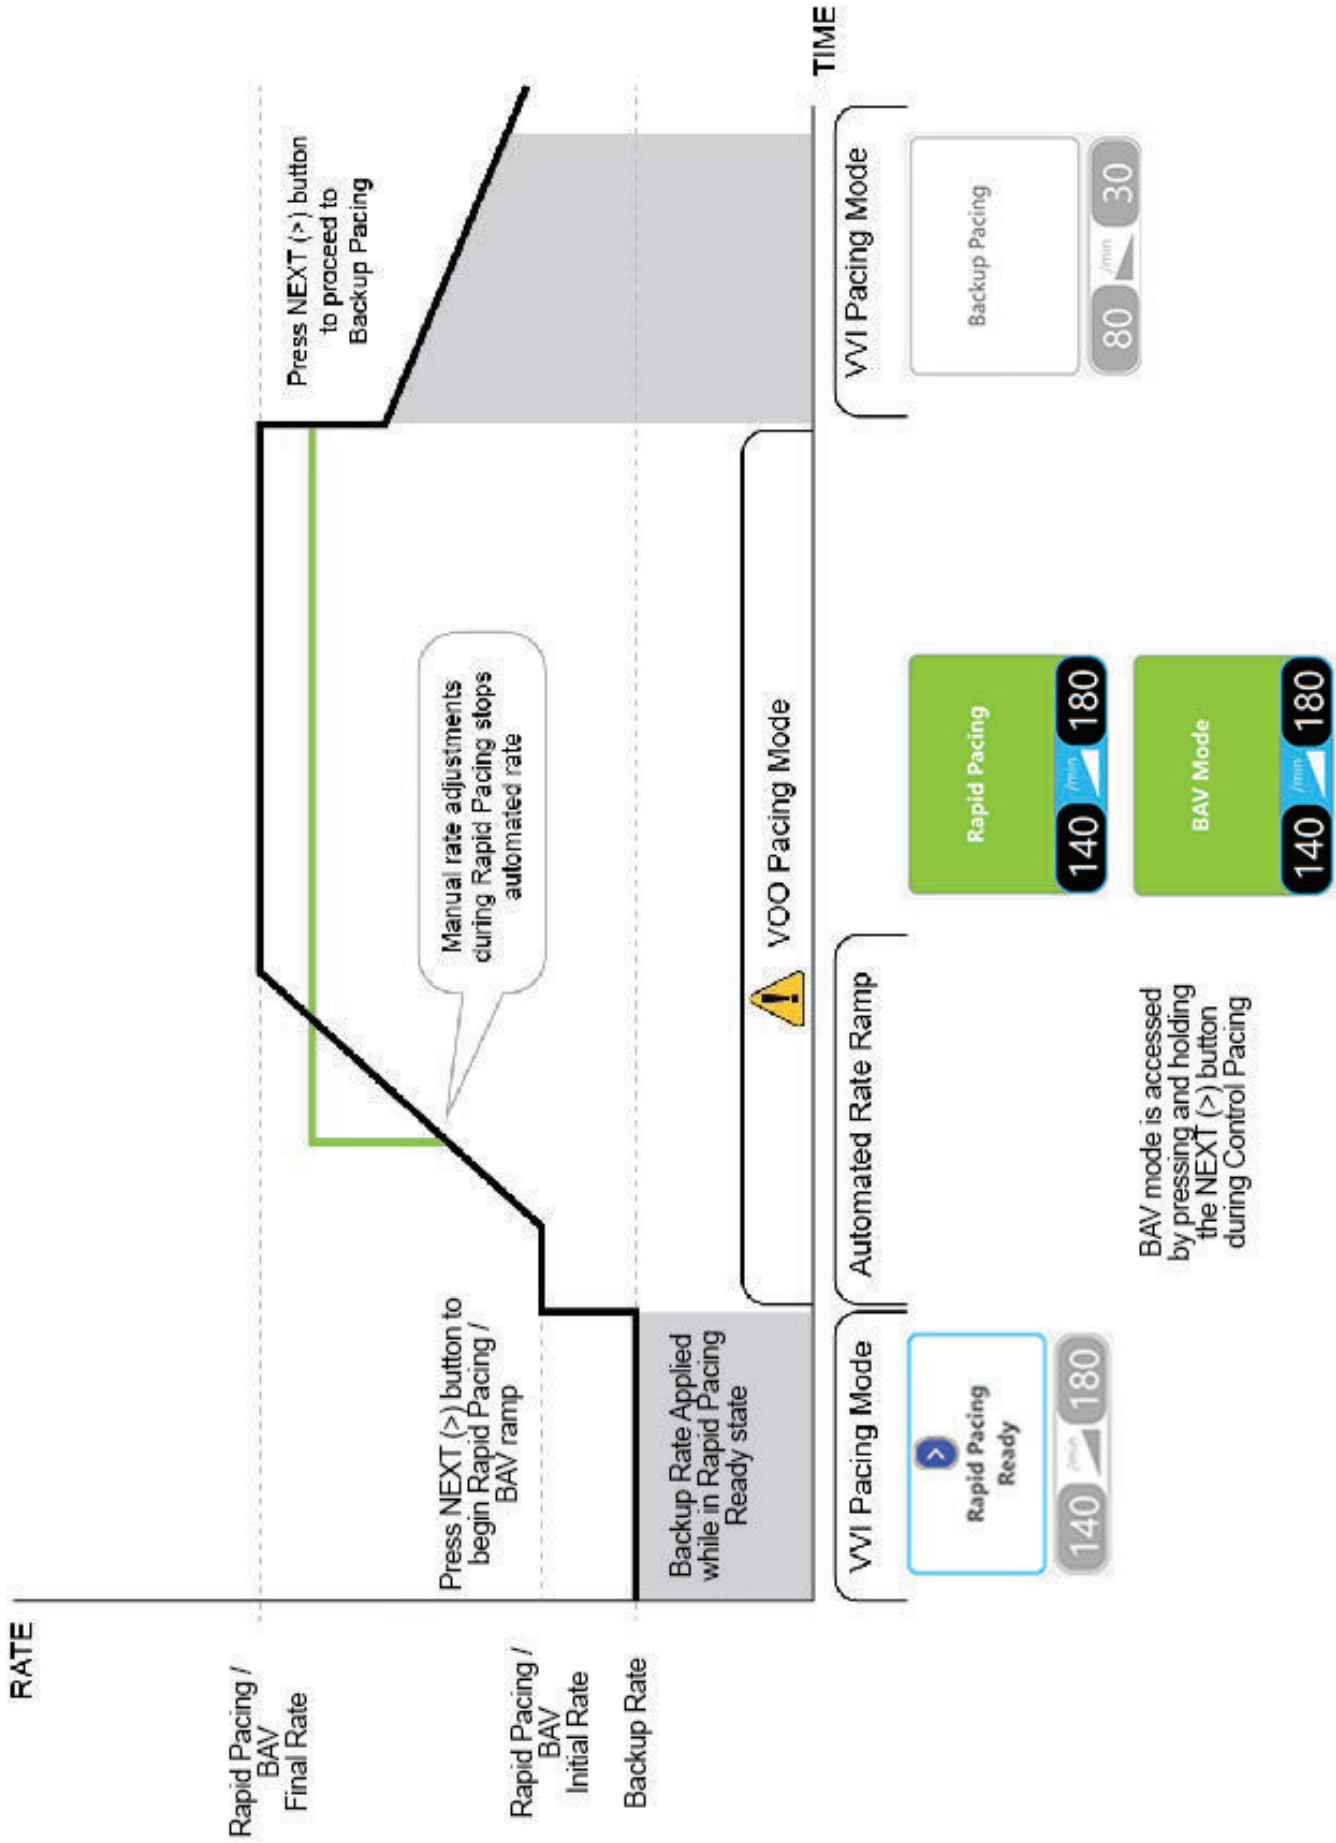 RATE
Rapid Pacing /
BAV
Final Rate
Rapid Pacing /
BAV
Initial Rate
Backup Rate
Press NEXT (>) button to
begin Rapid Pacing /
BAV ramp
Backup Rate Applied
while in Rapid Pacing
Ready state
Manual rate adjustments
during Rapid Pacing stops
automated rate
Press NEXT (>) button
to proceed to
Backup Pacing
VOO Pacing Mode
TIME
VVI Pacing Mode
Automated Rate Ramp
VVI Pacing Mode
>
Rapid Pacing
Ready
140 /min 180
Rapid Pacing
140 /min 180
Backup Pacing
80 /min 30
BAV mode is accessed
by pressing and holding
the NEXT (>) button
during Control Pacing
BAV Mode
140 /min 180